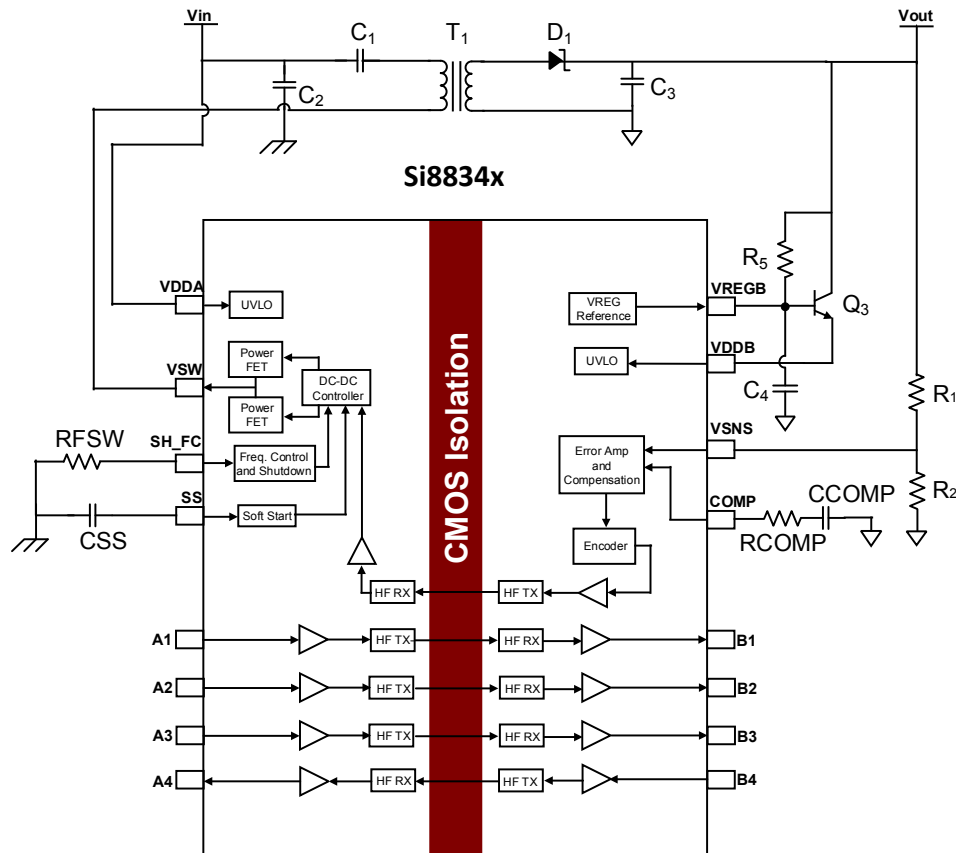 Vin
Vout
C1
T1
D1
C2
C3
Si8834x
R5
VDDA
UVLO
VREG
Reference
VREGB
Q3
VSW
Power
FET
Power
FET
DC-DC
Controller
UVLO
VDDB
C4
R1
CMOS Isolation
RFSW
SH_FC
Freq. Control
and Shutdown
Error Amp
and
Compensation
VSNS
SS
Soft Start
CSS
COMP
RCOMP
CCOMP
R2
Encoder
HF RX
HF TX
A1
HF TX
HF RX
B1
A2
HF TX
HF RX
B2
A3
HF TX
HF RX
B3
A4
HF RX
HF TX
B4